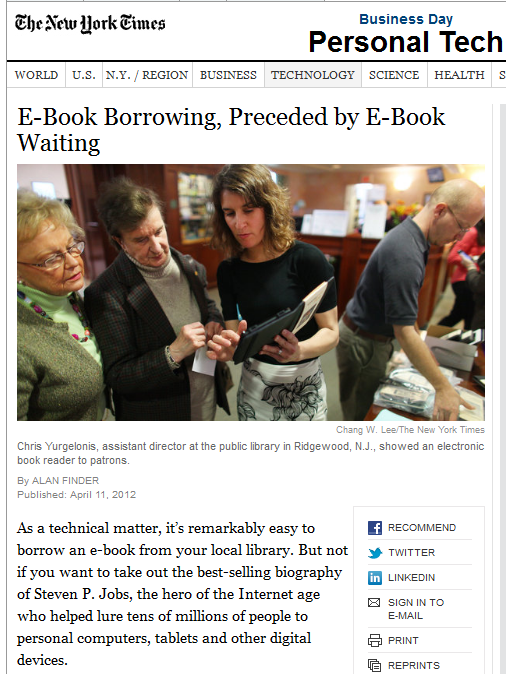 The New York Times
Business Day
Personal Tech
WORLD U.S. N.Y. / REGION BUSINESS TECHNOLOGY SCIENCE HEALTH S
E-Book Borrowing, Preceded by E-Book
Waiting
Chang W. Lee/The New York Times
Chris Yurgelonis, assistant director at the public library in Ridgewood, N.J., showed an electronic
book reader to patrons.
By ALAN FINDER
Published: April 11, 2012
As a technical matter, it's remarkably easy to
borrow an e-book from your local library. But not
if you want to take out the best-selling biography
of Steven P. Jobs, the hero of the Internet age
who helped lure tens of millions of people to
personal computers, tablets and other digital
devices.
RECOMMEND
TWITTER
LINKEDIN
SIGN IN TO
E-MAIL
PRINT
REPRINTS